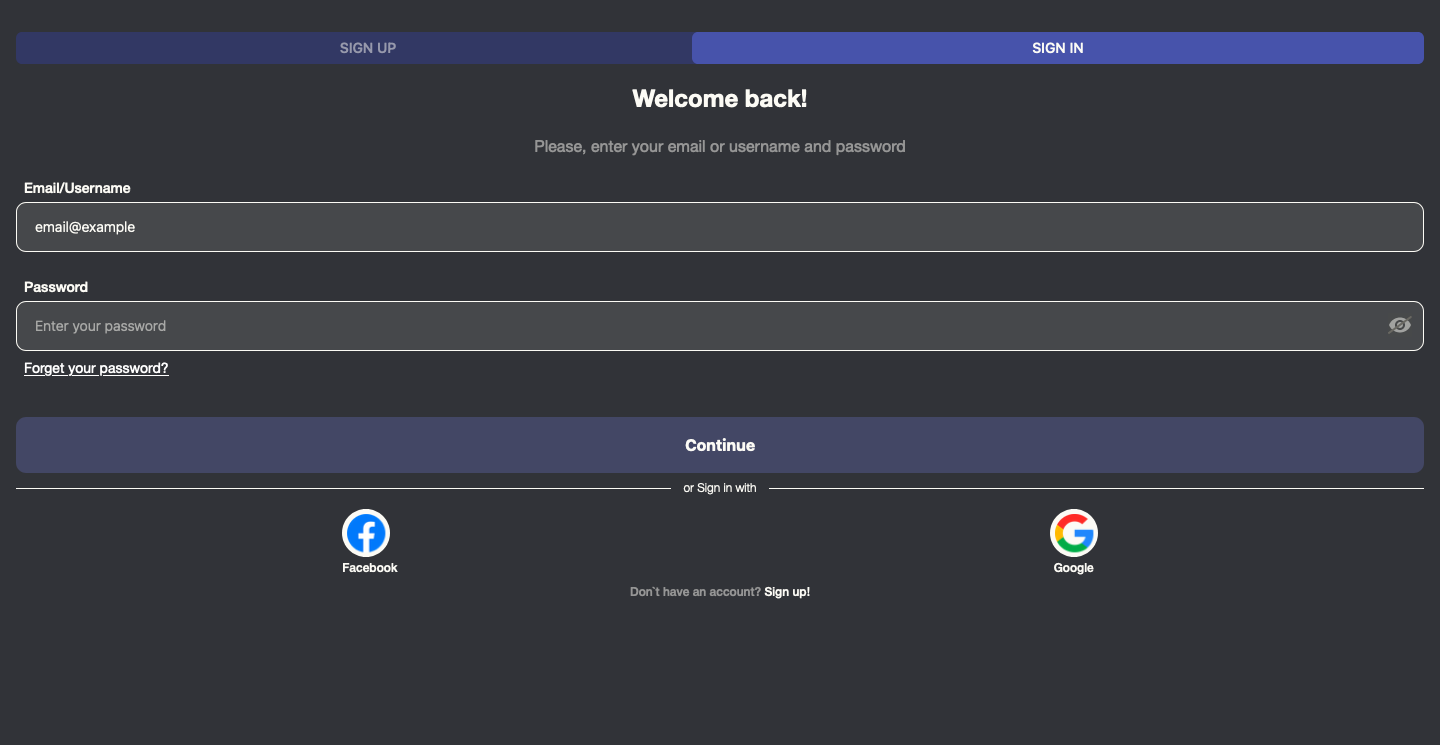 SIGN UP
SIGN IN
Welcome back!
Please, enter your email or username and password
Email/Username
email@example
Password
Enter your password
Forget your password?
Continue
or Sign in with
Facebook
Google
Don`t have an account? Sign up!